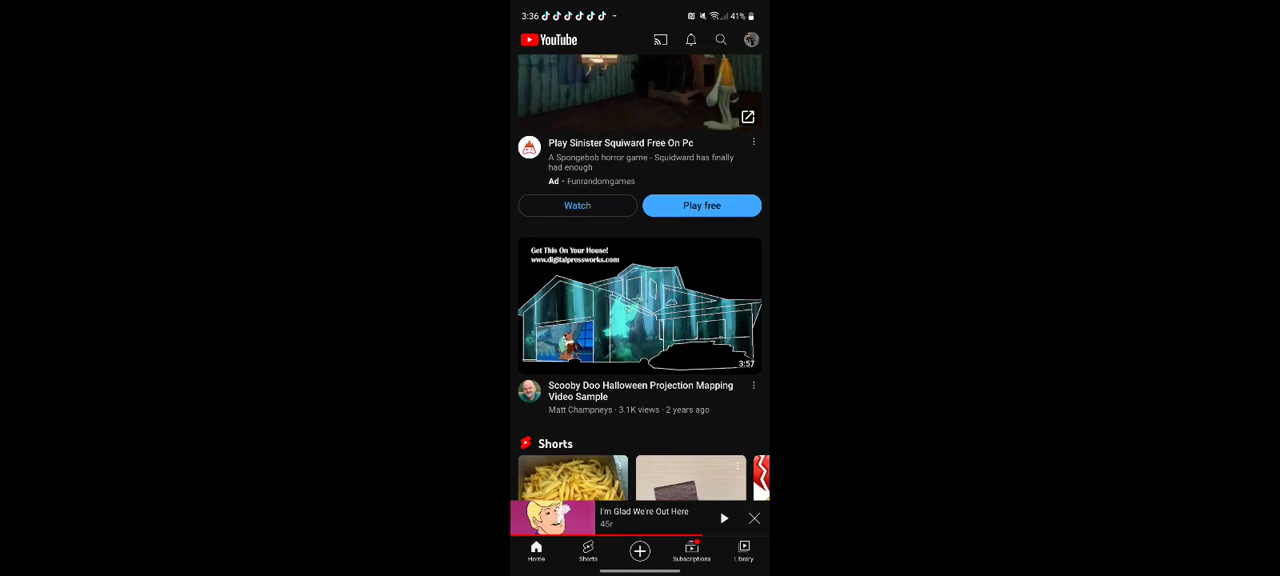 3:36
41%
YouTube
Play Sinister Squiward Free On Pc
A Spongebob horror game - Squidward has finally
had enough
Ad · Funrandomgames
Watch
Play free
Get This On Your House!
www.digitalpressworks.com
3:57
Scooby Doo Halloween Projection Mapping
Video Sample
Matt Champneys · 3.1K views · 2 years ago
Shorts
I'm Glad We're Out Here
45r
Home
Shorts
Subscriptions
Library